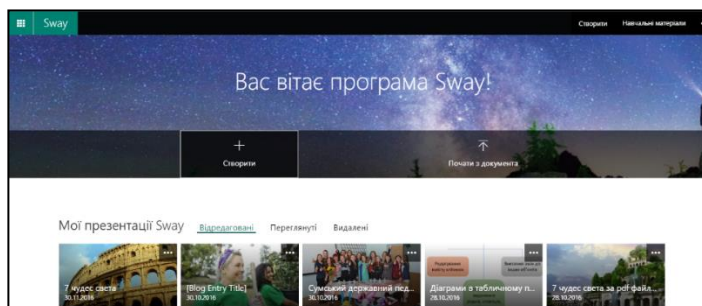 Sway
Створити Навчальні матеріали
Вас вітає програма Sway!
Створити
Почати з документа
Мої презентації Sway Відредаговані Переглянуті Видалені
7 чудес света
30.11.2016
[Blog Entry Title]
30.10.2016
Сумський державний пед...
30.10.2016
Діаграми в табличному п...
28.10.2016
7 чудес света за pdf файл...
28.10.2016